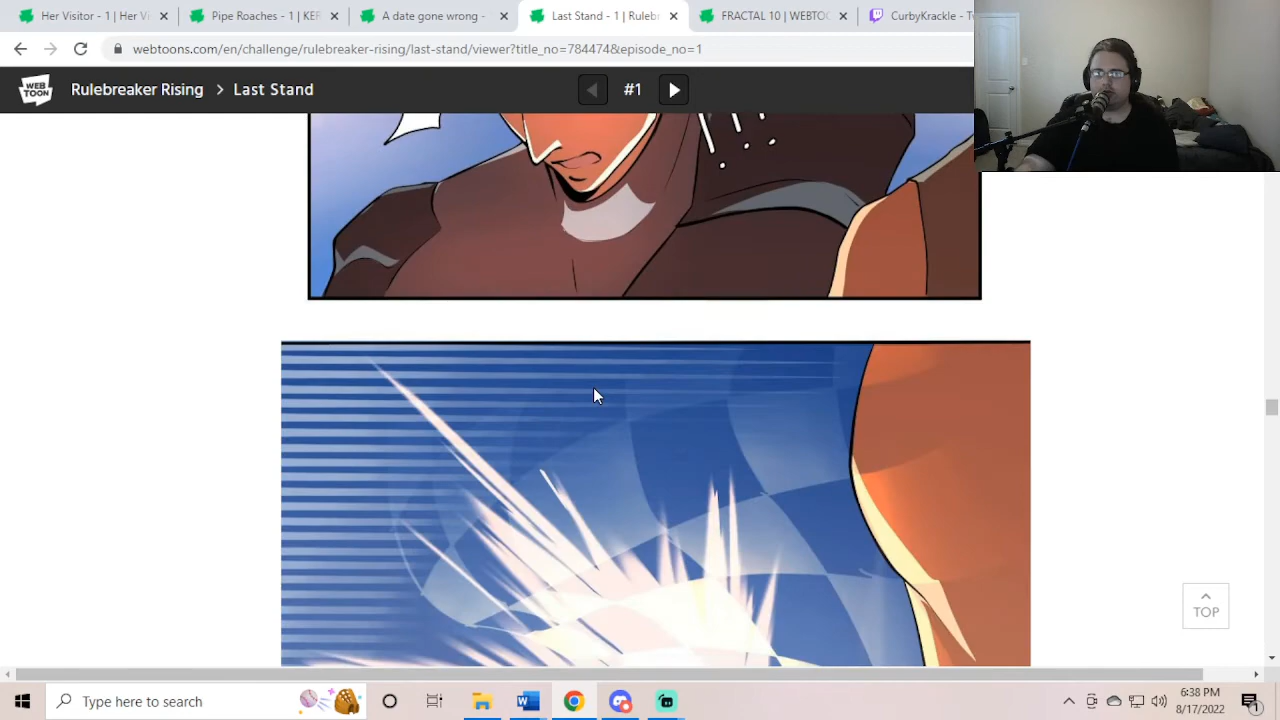 Her Visitor - 1 | Her Vi
Pipe Roaches - 1 | KEF
A date gone wrong -
Last Stand - 1 | Rulebr
FRACTAL 10 | WEBTOO
CurbyKrackle - Tw
webtoons.com/en/challenge/rulebreaker-rising/last-stand/viewer?title_no=784474&episode_no=1
WEB
TOON
Rulebreaker Rising > Last Stand
#1
TOP
Type here to search
6:38 PM
8/17/2022